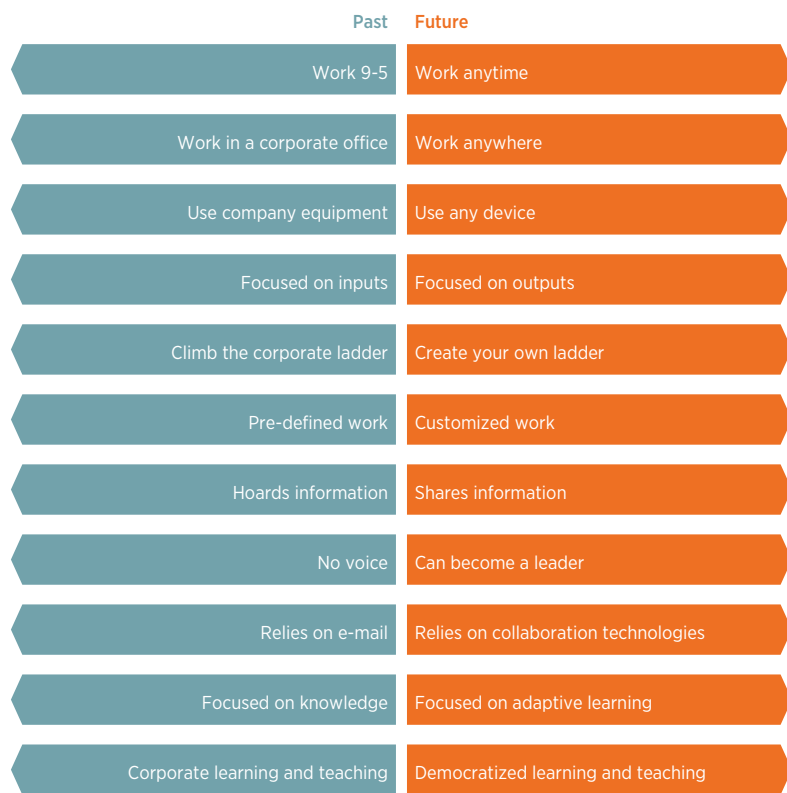 Past Future
Work 9-5 Work anytime
Work in a corporate office Work anywhere
Use company equipment Use any device
Focused on inputs Focused on outputs
Climb the corporate ladder Create your own ladder
Pre-defined work Customized work
Hoards information Shares information
No voice Can become a leader
Relies on e-mail Relies on collaboration technologies
Focused on knowledge Focused on adaptive learning
Corporate learning and teaching Democratized learning and teaching